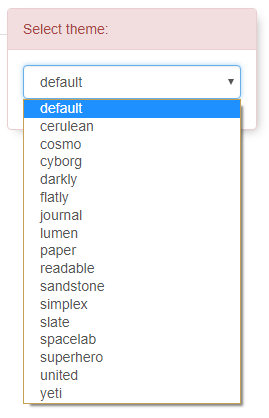 Select theme:
default
default
cerulean
cosmo
cyborg
darkly
flatly
journal
lumen
paper
readable
sandstone
simplex
slate
spacelab
superhero
united
yeti